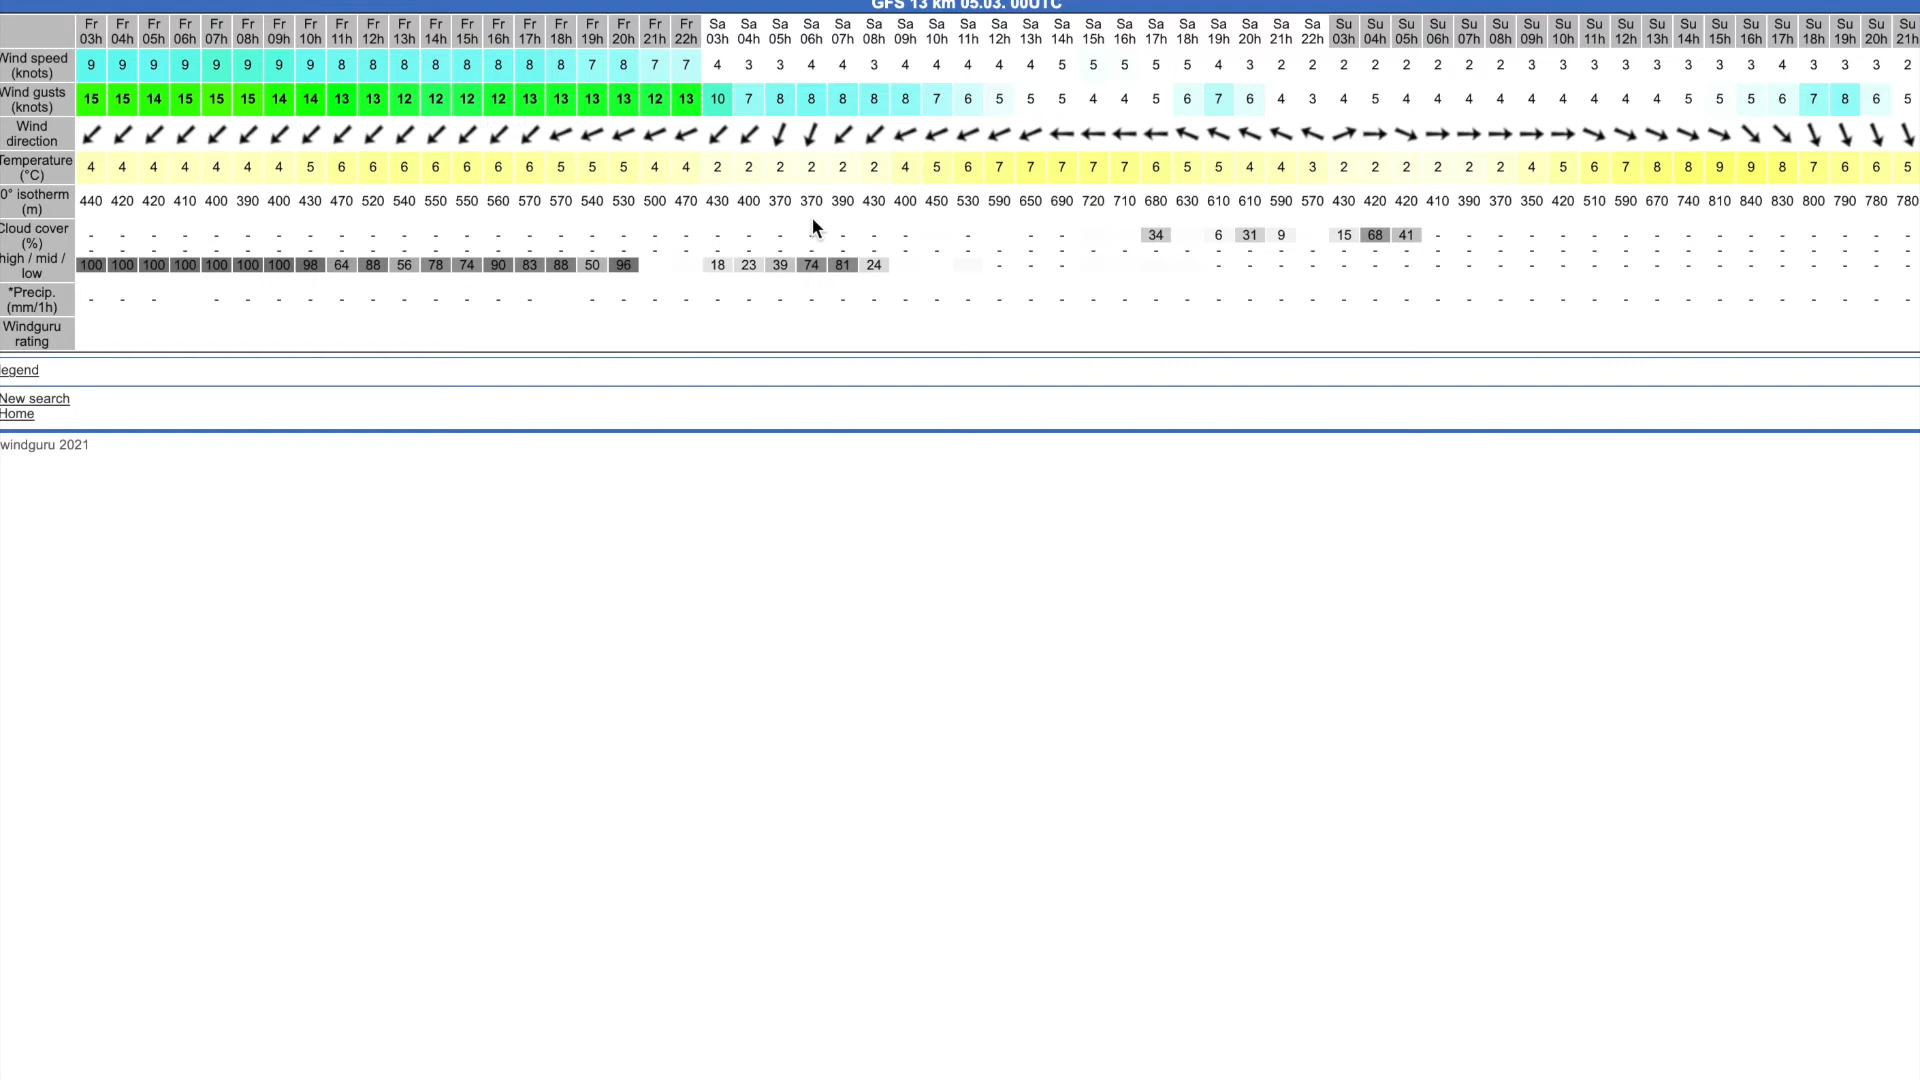 GFS 13 km 05.03. 00UTC
Fr Fr Fr Fr Fr Fr Fr Fr Fr Fr Fr Fr Fr Fr Fr Fr Fr Fr Fr Fr Sa Sa Sa Sa Sa Sa Sa Sa Sa Sa Sa Sa Sa Sa Sa Sa Sa Sa Sa Sa Su Su Su Su Su Su Su Su Su Su Su Su Su Su Su Su Su Su Su
03h 04h 05h 06h 07h 08h 09h 10h 11h 12h 13h 14h 15h 16h 17h 18h 19h 20h 21h 22h 03h 04h 05h 06h 07h 08h 09h 10h 11h 12h 13h 14h 15h 16h 17h 18h 19h 20h 21h 22h 03h 04h 05h 06h 07h 08h 09h 10h 11h 12h 13h 14h 15h 16h 17h 18h 19h 20h 21h
Wind speed
(knots)
9 9 9 9 9 9 9 9 8 8 8 8 8 8 8 8 7 8 7 7 4 3 3 4 4 3 4 4 4 4 4 5 5 5 5 5 4 3 2 2 2 2 2 2 2 2 3 3 3 3 3 3 3 3 4 3 3 3 2
Wind gusts
(knots)
15 15 14 15 15 15 14 14 13 13 12 12 12 12 13 13 13 13 12 13 10 7 8 8 8 8 8 7 6 5 5 5 4 4 5 6 7 6 4 3 4 5 4 4 4 4 4 4 4 4 4 5 5 5 6 7 8 6 5
Wind
direction
Temperature
(°C)
4 4 4 4 4 4 4 5 6 6 6 6 6 6 6 5 5 5 4 4 2 2 2 2 2 2 4 5 6 7 7 7 7 7 6 5 5 4 4 3 2 2 2 2 2 2 4 5 6 7 8 8 9 9 8 7 6 6 5
0° isotherm
(m)
440 420 420 410 400 390 400 430 470 520 540 550 550 560 570 570 540 530 500 470 430 400 370 370 390 430 400 450 530 590 650 690 720 710 680 630 610 610 590 570 430 420 420 410 390 370 350 420 510 590 670 740 810 840 830 800 790 780 780
Cloud cover
(%)
high / mid /
low
- - - - - - - - - - - - - - - - - - - - - - - - - - - - - - 34 6 31 9 15 68 41 - - - - - - - - - - - - - - - -
- - - - - - - - - - - - - - - - - - - - - - - - - - - - - - - - - - - - - - - - - - - - - - - - - - - - - - - - - - -
100 100 100 100 100 100 100 98 64 88 56 78 74 90 83 88 50 96 18 23 39 74 81 24 - - - - - - - - - - - - - - - - - - - - - - - - - - -
*Precip.
(mm/1h)
- - - - - - - - - - - - - - - - - - - - - - - - - - - - - - - - - - - - - - - - - - - - - - - - - - - - - - - - -
Windguru
rating
legend
New search
Home
windguru 2021